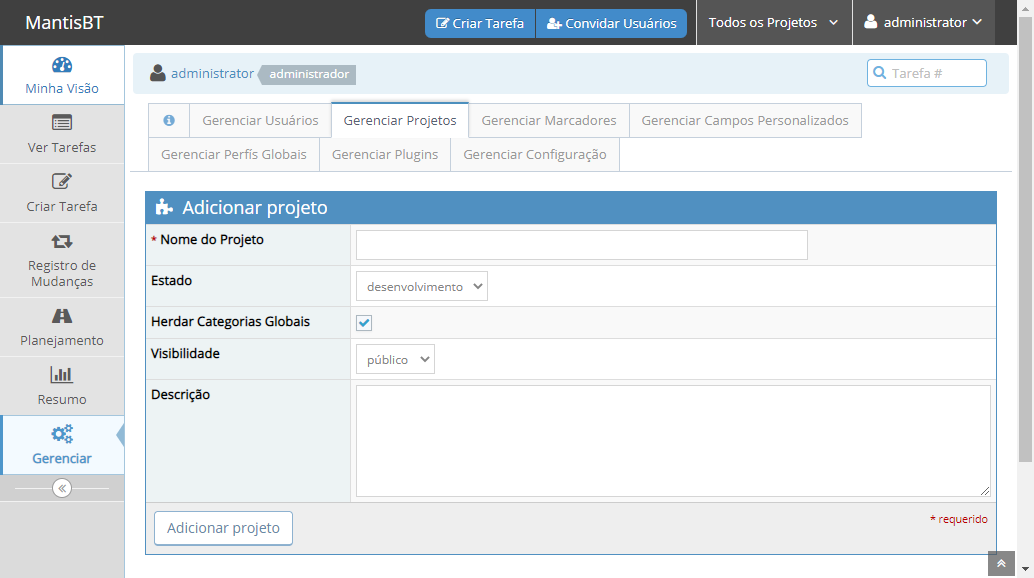 MantisBT
Criar Tarefa
Convidar Usuários
Todos os Projetos
administrator
Minha Visão
Ver Tarefas
Criar Tarefa
Registro de
Mudanças
Planejamento
Resumo
Gerenciar
administrator
administrador
Tarefa #
Gerenciar Usuários
Gerenciar Projetos
Gerenciar Marcadores
Gerenciar Campos Personalizados
Gerenciar Perfís Globais
Gerenciar Plugins
Gerenciar Configuração
Adicionar projeto
* Nome do Projeto
Estado
desenvolvimento
Herdar Categorias Globais
Visibilidade
público
Descrição
Adicionar projeto
* requerido